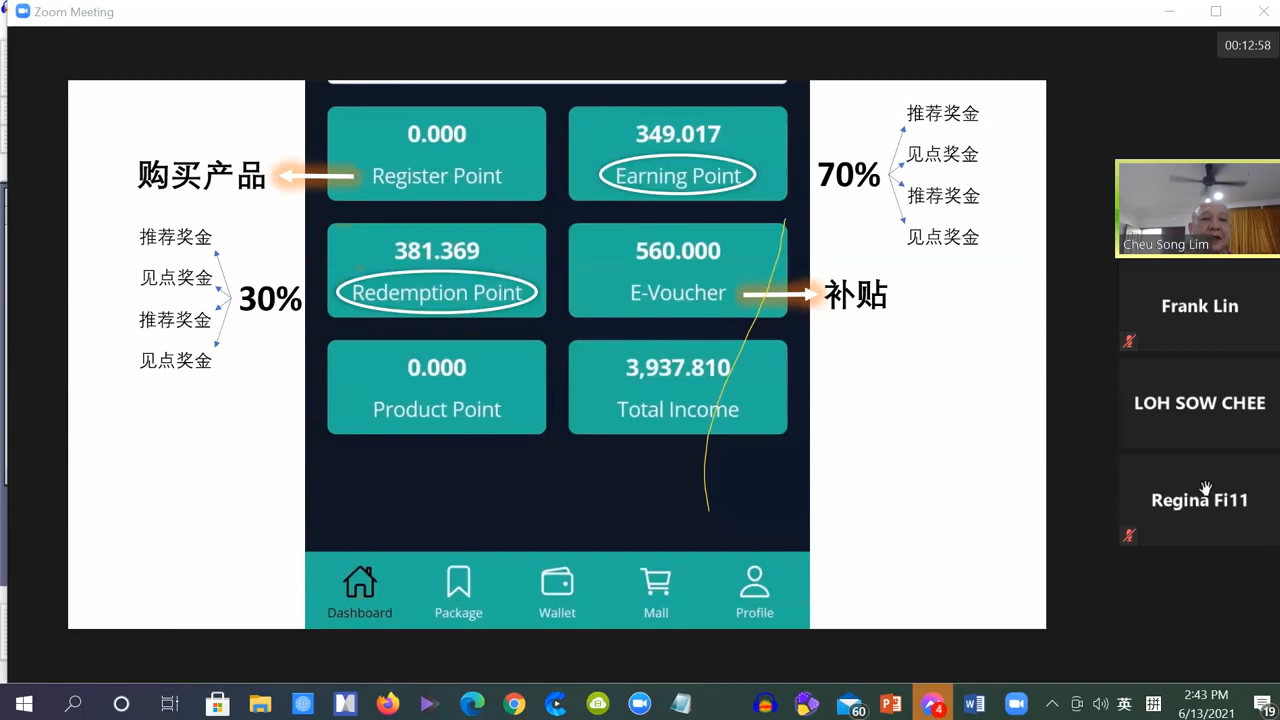 Zoom Meeting
00:12:58
0.000
Register Point
349.017
Earning Point
购买产品
70%
推荐奖金
见点奖金
推荐奖金
见点奖金
推荐奖金
见点奖金
推荐奖金
见点奖金
30%
381.369
Redemption Point
560.000
E-Voucher
补贴
0.000
Product Point
3,937.810
Total Income
Dashboard
Package
Wallet
Mall
Profile
Cheu Song Lim
Frank Lin
LOH SOW CHEE
Regina Fi11
60
4
英
拼
2:43 PM
6/13/2021
19